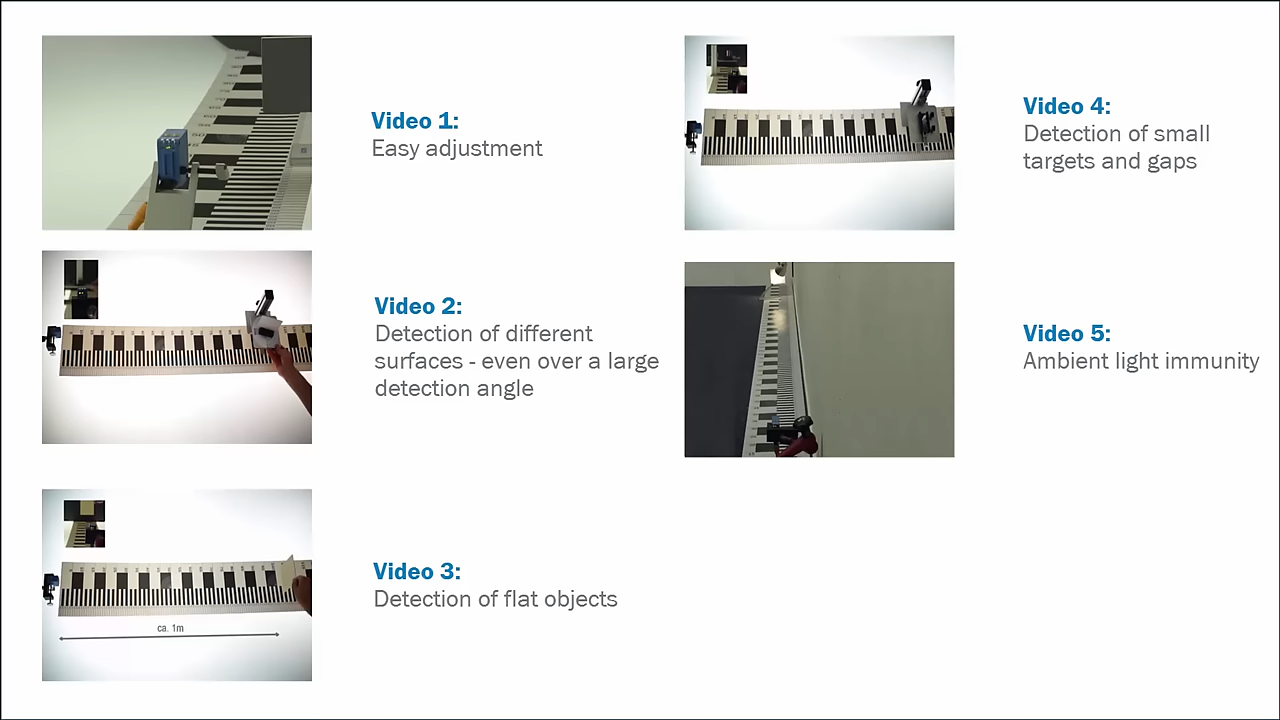 Video 1:
Easy adjustment
Video 2:
Detection of different
surfaces - even over a large
detection angle
ca. 1m
Video 3:
Detection of flat objects
Video 4:
Detection of small
targets and gaps
Video 5:
Ambient light immunity